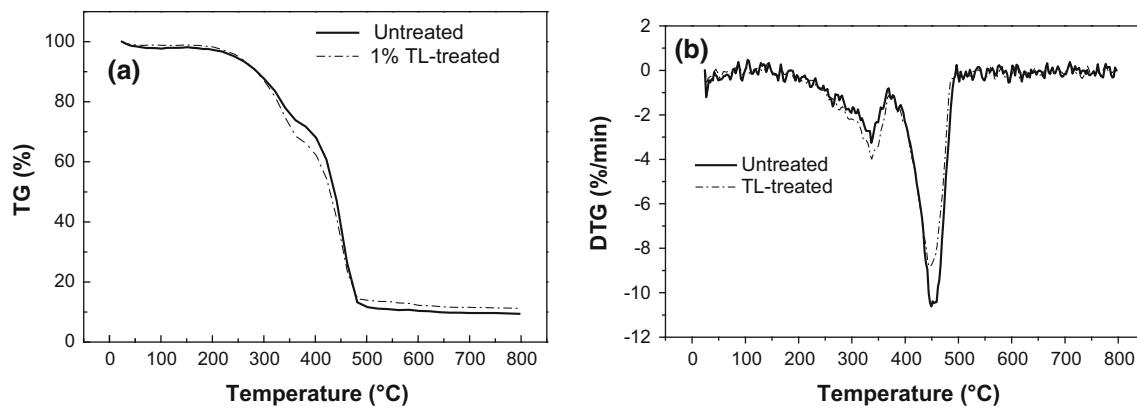 (a)
Untreated
1% TL-treated
TG (%)
100
80
60
40
20
0
0 100 200 300 400 500 600 700 800
Temperature (°C)
(b)
Untreated
TL-treated
DTG (%/min)
2
0
-2
-4
-6
-8
-10
-12
0 100 200 300 400 500 600 700 800
Temperature (°C)